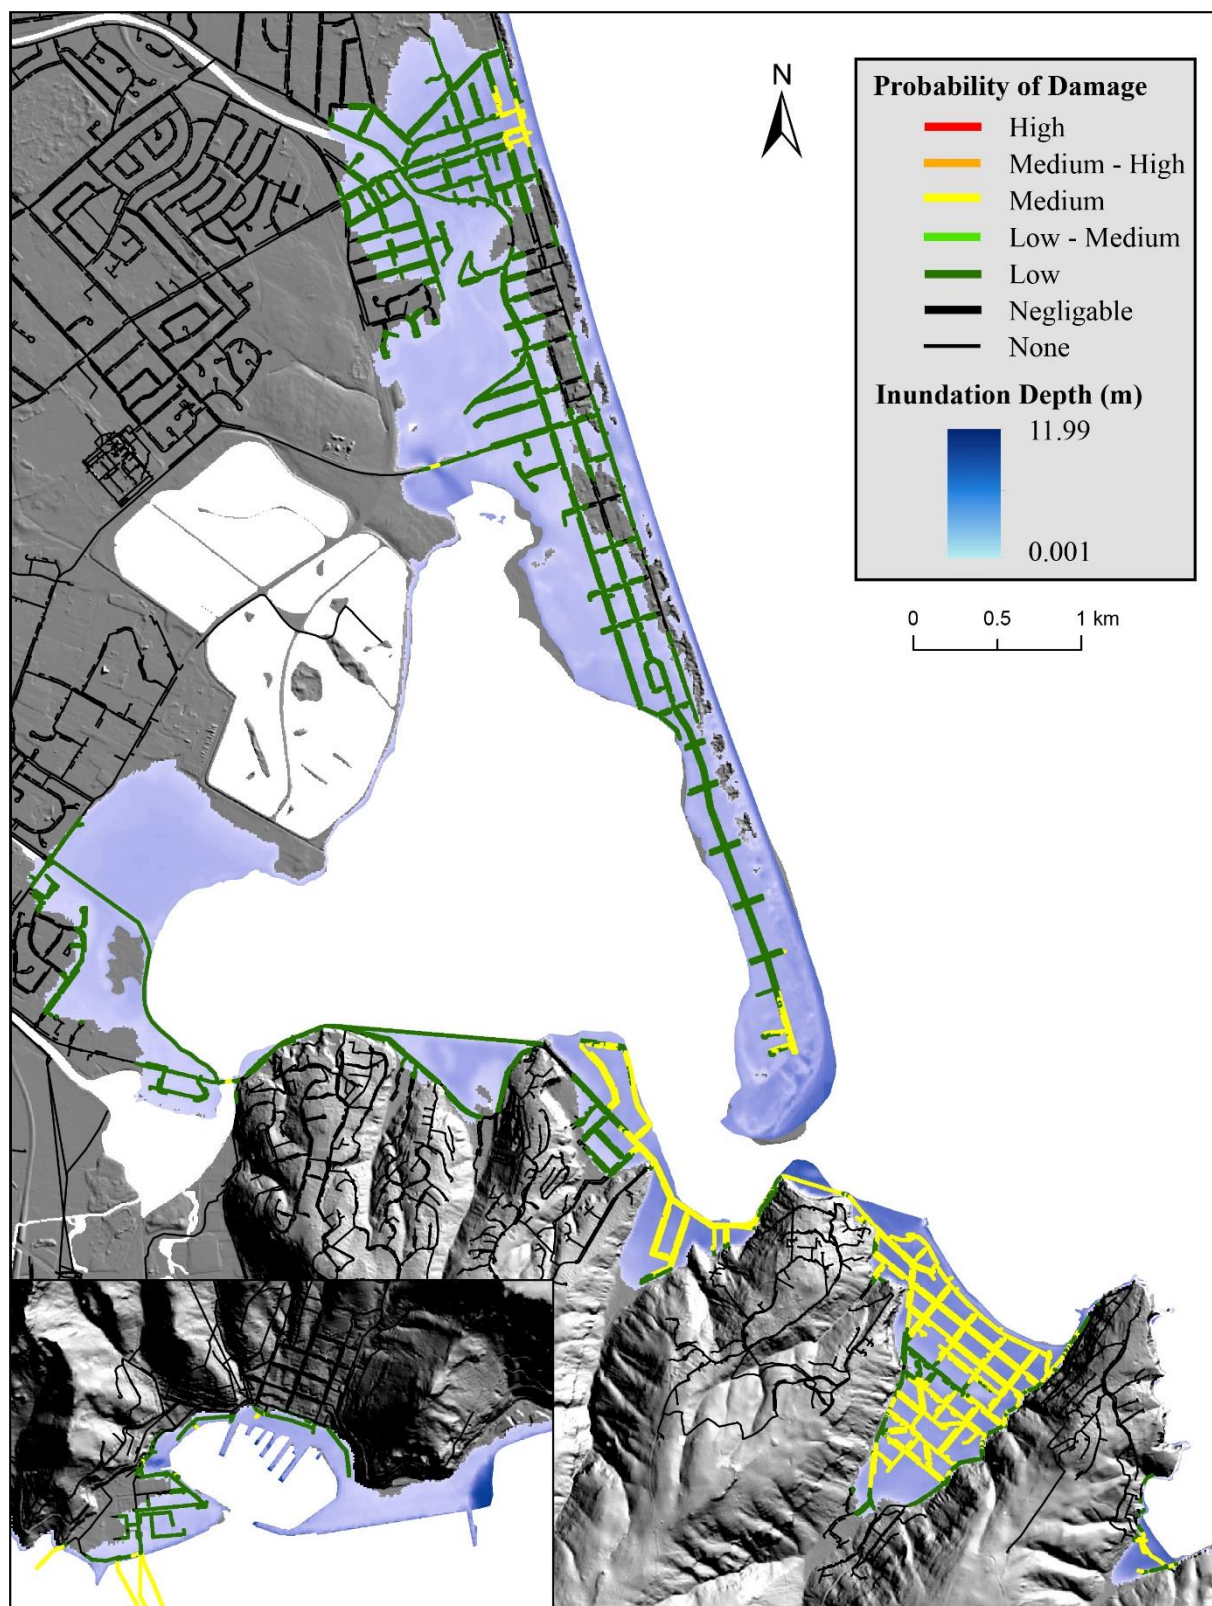 N
Probability of Damage
High
Medium - High
Medium
Low - Medium
Low
Negligable
None
Inundation Depth (m)
11.99
0.001
0 0.5 1 km